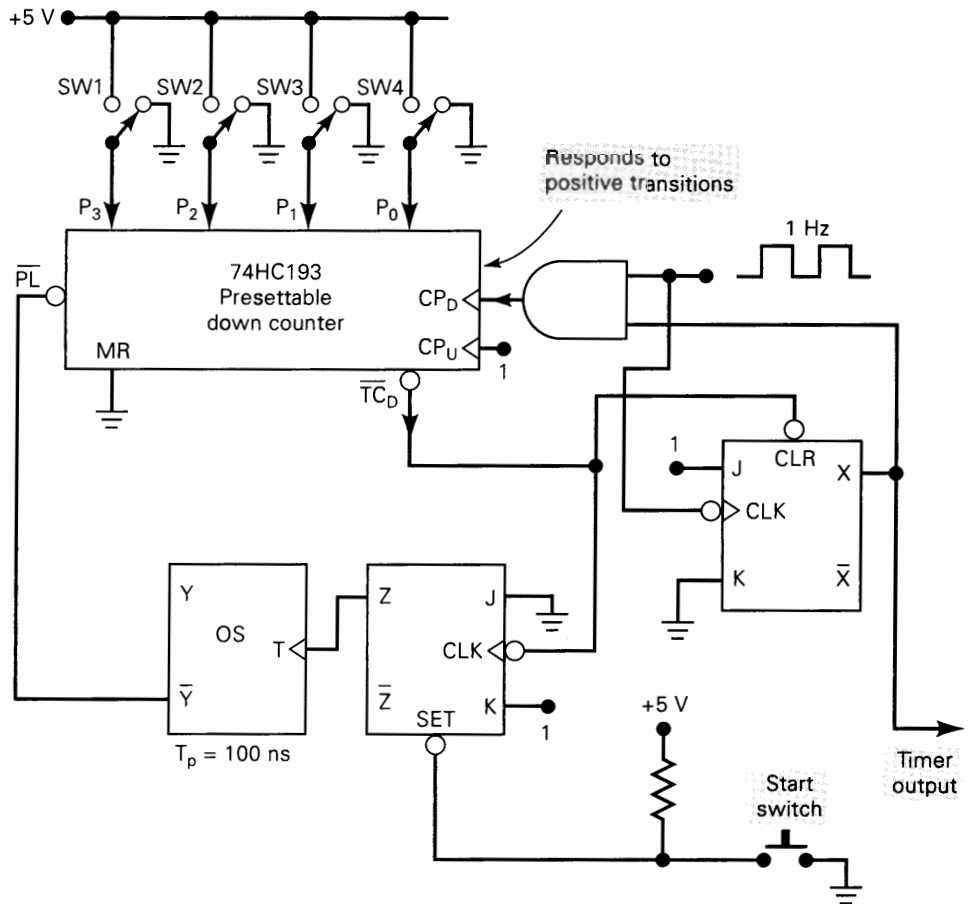 +5 V
SW1 SW2 SW3 SW4
Responds to
positive transitions
P3 P2 P1 P0
1 Hz
P̅L̅
74HC193
Presettable
down counter
CPD
MR
CPU
1
T̅C̅D
1
J CLR X
CLK
K X̅
Y
OS
T
Y̅
Tp = 100 ns
Z J
CLK
Z̅ K
SET
1
+5 V
Start
switch
Timer
output